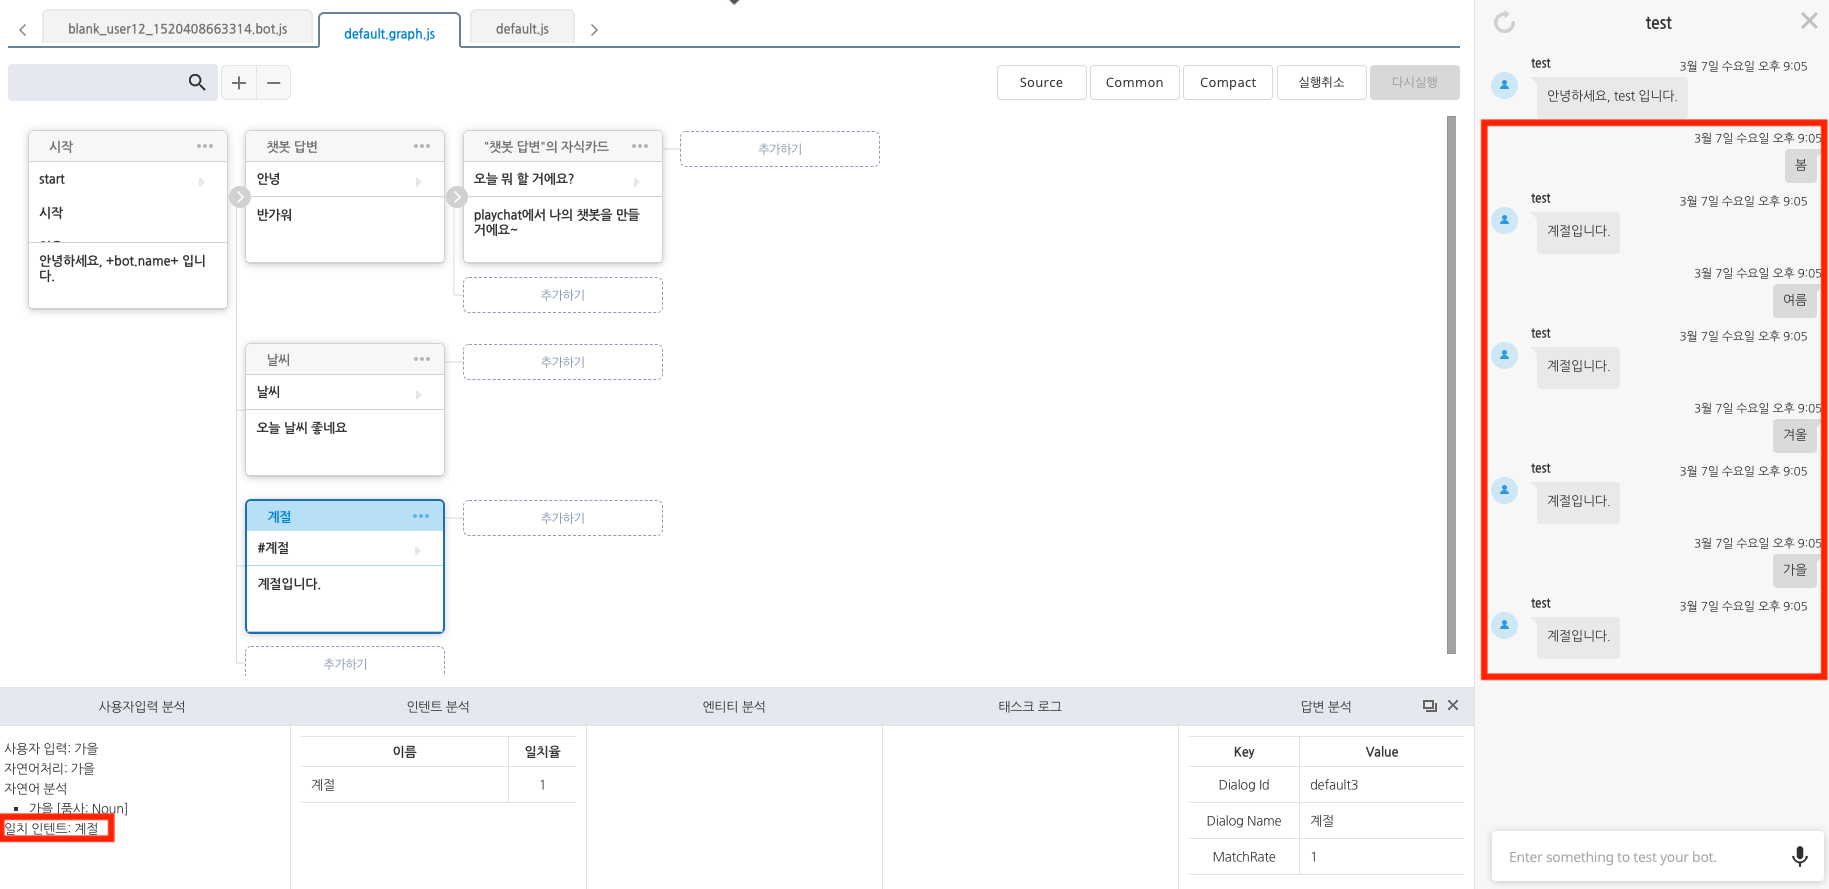 blank_user12_1520408663314.bot.js
default.graph.js
default.js
Source
Common
Compact
실행취소
다시실행
시작
start
시작
안녕하세요, +bot.name+ 입니
다.
챗봇 답변
안녕
반가워
"챗봇 답변"의 자식카드
오늘 뭐 할 거에요?
playchat에서 나의 챗봇을 만들
거에요~
추가하기
추가하기
날씨
날씨
오늘 날씨 좋네요
추가하기
계절
#계절
계절입니다.
추가하기
추가하기
사용자입력 분석
사용자 입력: 가을
자연어처리: 가을
자연어 분석
가을 [품사: Noun]
일치 인텐트: 계절
인텐트 분석
이름 일치율
계절 1
엔티티 분석
태스크 로그
답변 분석
Key Value
Dialog Id default3
Dialog Name 계절
MatchRate 1
test
test 3월 7일 수요일 오후 9:05
안녕하세요, test 입니다.
3월 7일 수요일 오후 9:05
봄
test 3월 7일 수요일 오후 9:05
계절입니다.
3월 7일 수요일 오후 9:05
여름
test 3월 7일 수요일 오후 9:05
계절입니다.
3월 7일 수요일 오후 9:05
겨울
test 3월 7일 수요일 오후 9:05
계절입니다.
3월 7일 수요일 오후 9:05
가을
test 3월 7일 수요일 오후 9:05
계절입니다.
Enter something to test your bot.